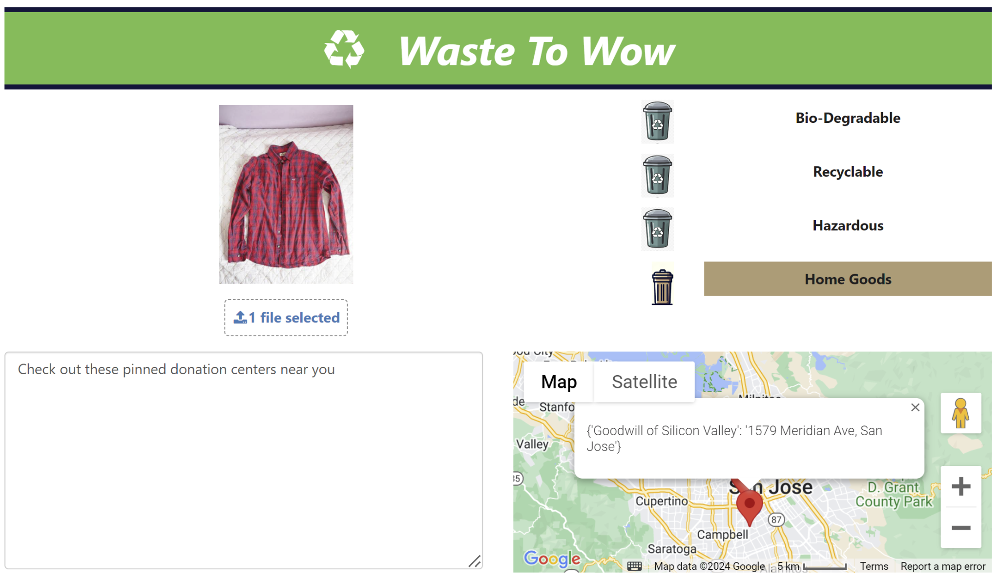 Waste To Wow
Bio-Degradable
Recyclable
Hazardous
Home Goods
1 file selected
Check out these pinned donation centers near you
Map
Satellite
Stanfo
Valley
{'Goodwill of Silicon Valley': '1579 Meridian Ave, San
Jose'}
San Jose
Cupertino
D. Grant
County Park
87
Campbell
Saratoga
Google
Map data ©2024 Google
5 km
Terms
Report a map error